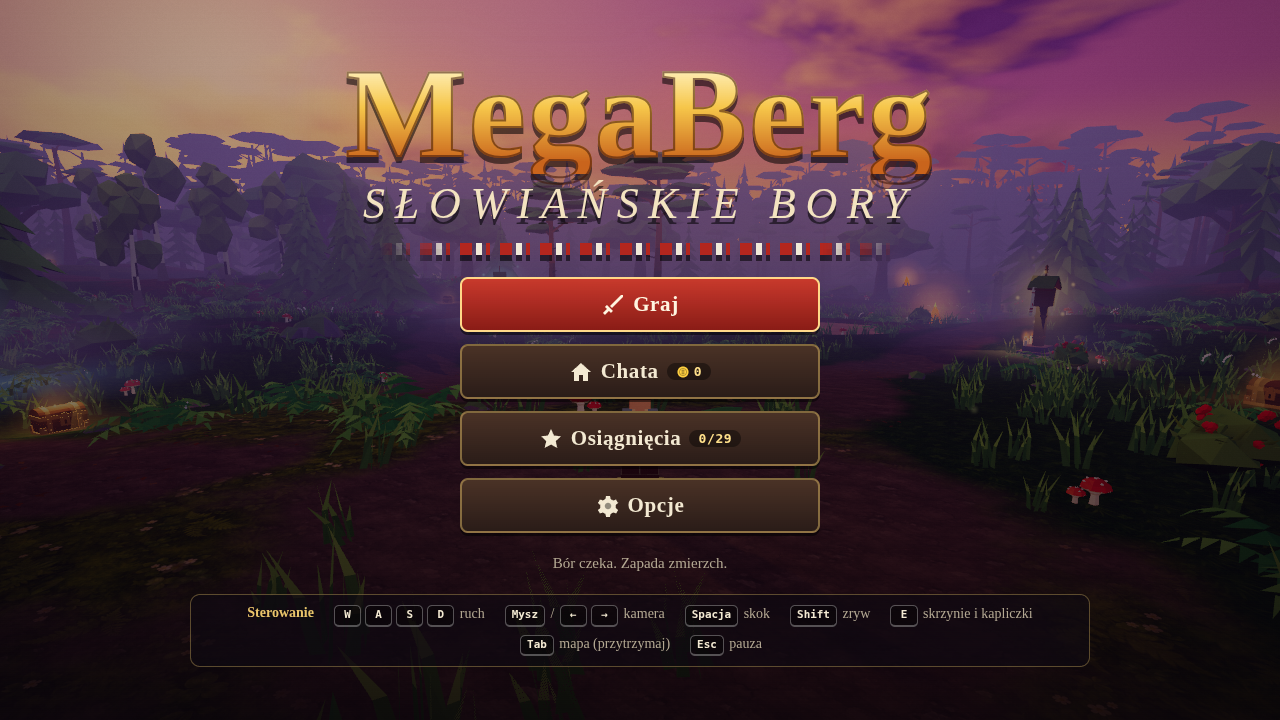 MegaBerg
SŁOWIAŃSKIE BORY
Graj
Chata 0
Osiągnięcia 0/29
Opcje
Bór czeka. Zapada zmierzch.
Sterowanie W A S D ruch Mysz / ← → kamera Spacja skok Shift zryw E skrzynie i kapliczki
Tab mapa (przytrzymaj) Esc pauza